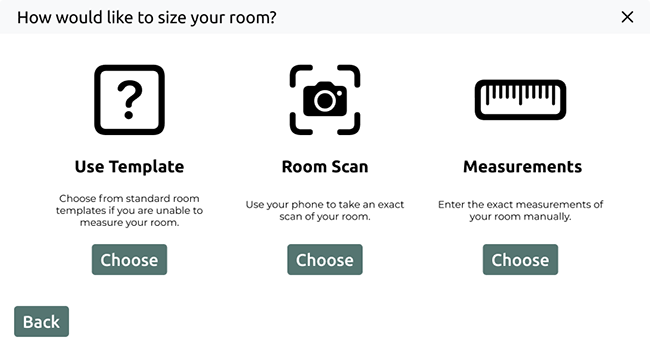 How would like to size your room?
?
Use Template
Room Scan
Measurements
Choose from standard room
templates if you are unable to
measure your room.
Use your phone to take an exact
scan of your room.
Enter the exact measurements of
your room manually.
Choose
Choose
Choose
Back